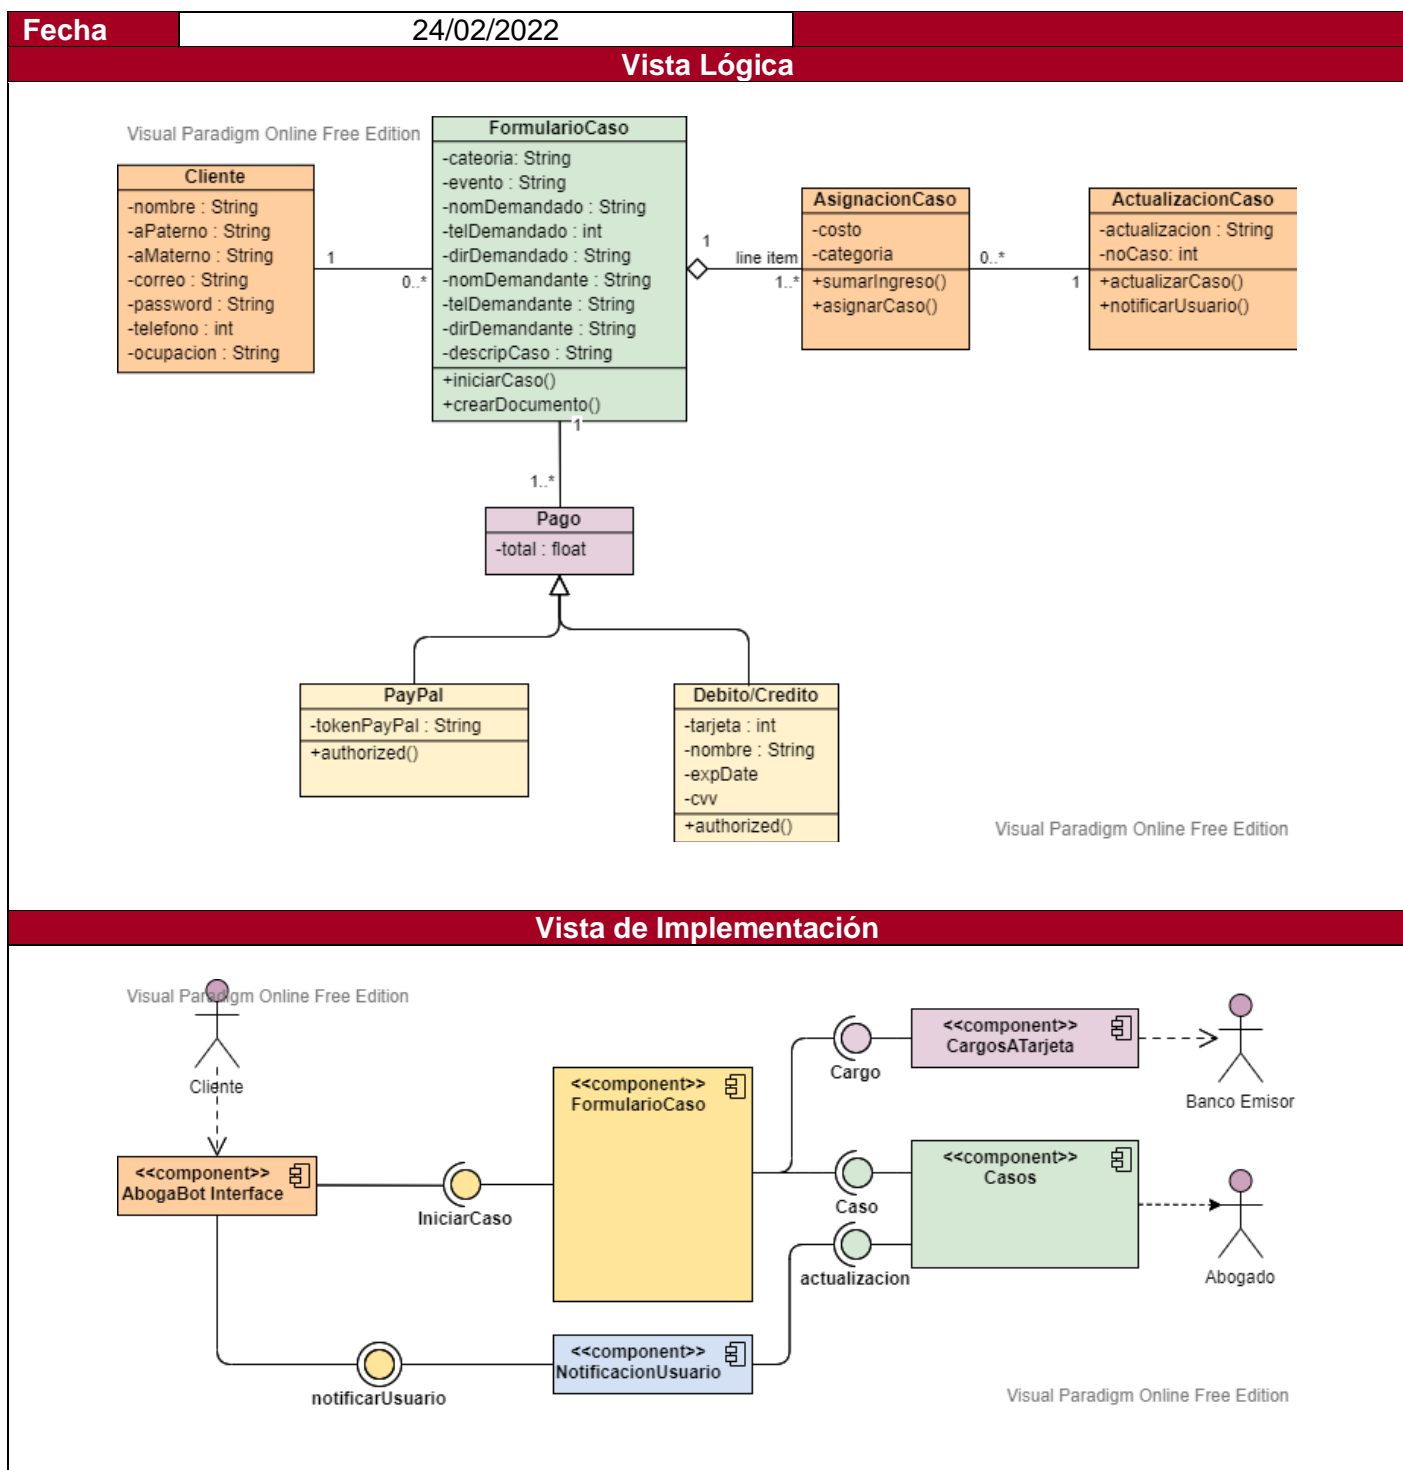 Fecha 24/02/2022
Vista Lógica
Visual Paradigm Online Free Edition
Cliente
-nombre : String
-aPaterno : String
-aMaterno : String
-correo : String
-password : String
-telefono : int
-ocupacion : String
1
0..*
FormularioCaso
-cateoria: String
-evento : String
-nomDemandado : String
-telDemandado : int
-dirDemandado : String
-nomDemandante : String
-telDemandante : String
-dirDemandante : String
-descripCaso : String
+iniciarCaso()
+crearDocumento()
1
line item
1..*
AsignacionCaso
-costo
-categoria
+sumarIngreso()
+asignarCaso()
0..*
1
ActualizacionCaso
-actualizacion : String
-noCaso: int
+actualizarCaso()
+notificarUsuario()
1
1..*
Pago
-total : float
PayPal
-tokenPayPal : String
+authorized()
Debito/Credito
-tarjeta : int
-nombre : String
-expDate
-cvv
+authorized()
Visual Paradigm Online Free Edition
Vista de Implementación
Visual Paradigm Online Free Edition
Cliente
<<component>>
AbogaBot Interface
IniciarCaso
<<component>>
FormularioCaso
Cargo
<<component>>
CargosATarjeta
Banco Emisor
Caso
actualizacion
<<component>>
Casos
Abogado
notificarUsuario
<<component>>
NotificacionUsuario
Visual Paradigm Online Free Edition